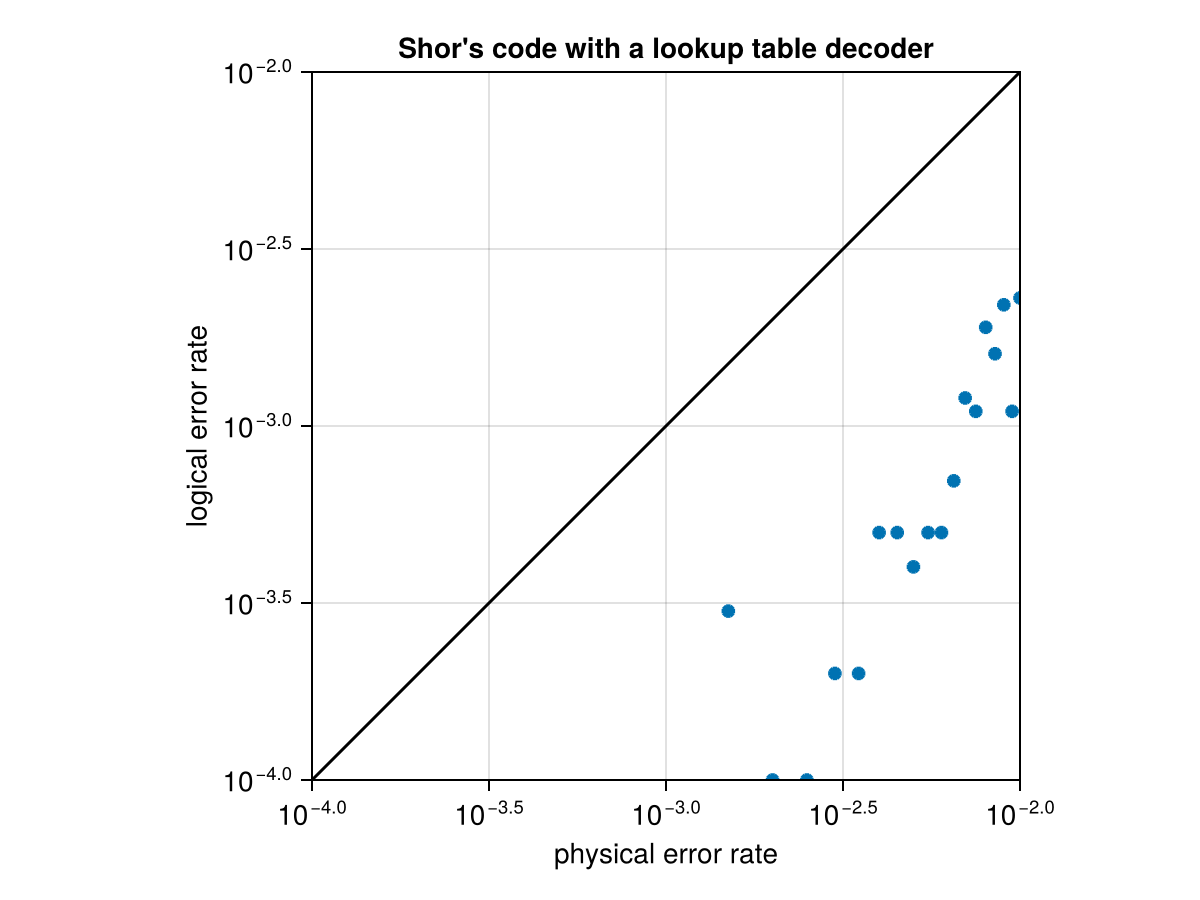 Shor's code with a lookup table decoder
10⁻²·⁰
10⁻²·⁵
10⁻³·⁰
10⁻³·⁵
10⁻⁴·⁰
logical error rate
10⁻⁴·⁰ 10⁻³·⁵ 10⁻³·⁰ 10⁻²·⁵ 10⁻²·⁰
physical error rate